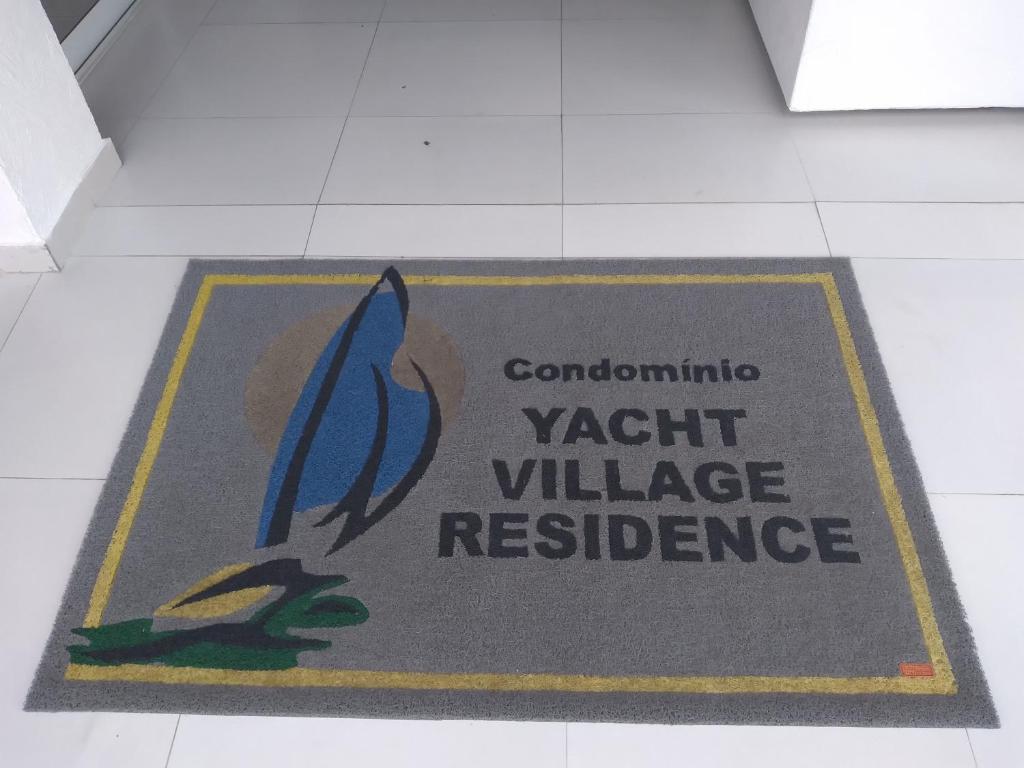 Condomínio
YACHT
VILLAGE
RESIDENCE